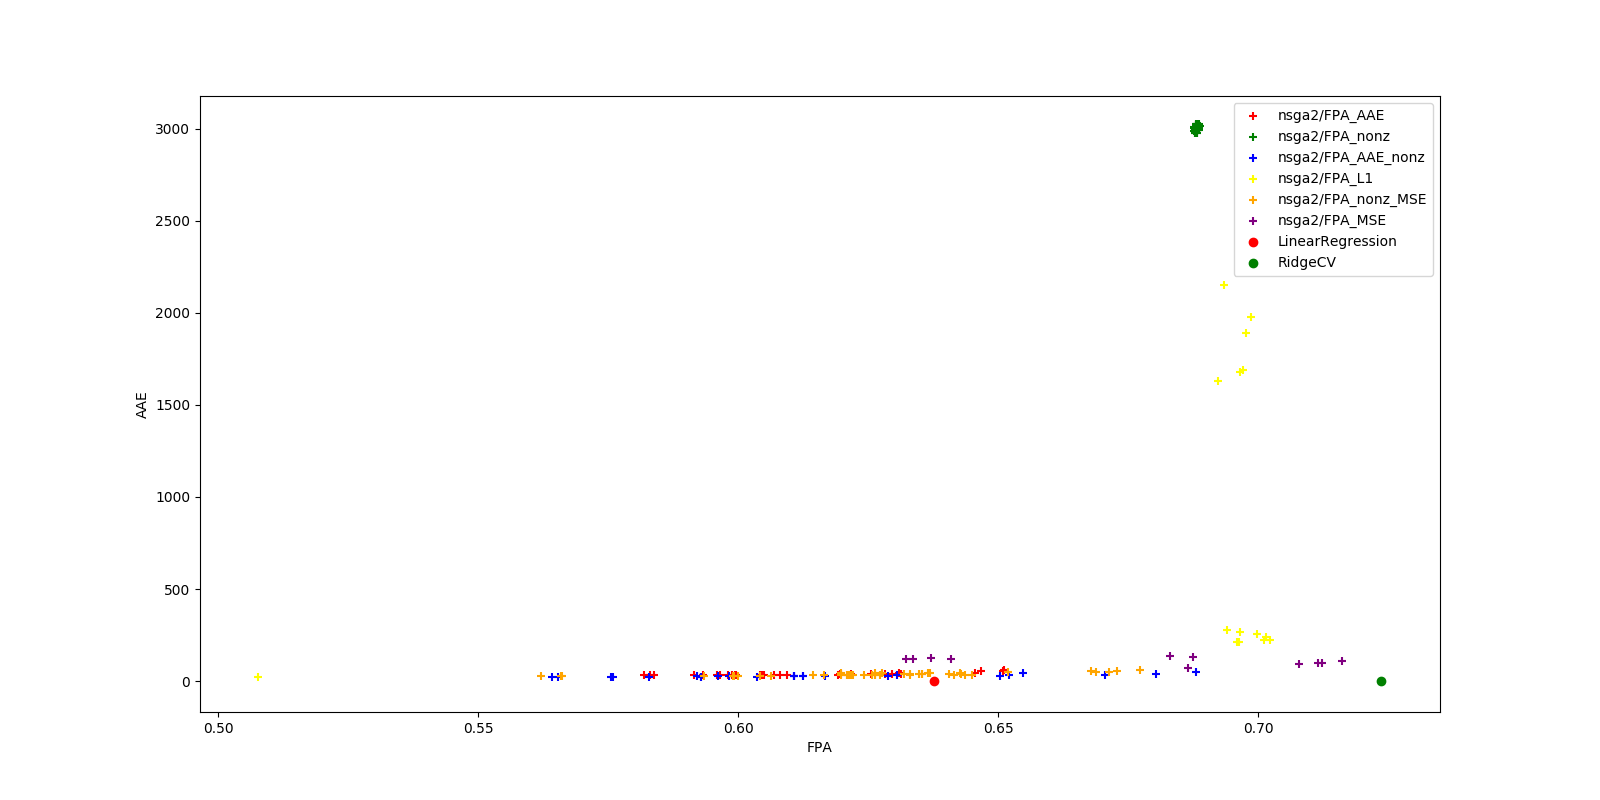 3000
2500
2000
1500
1000
500
0
AAE
0.50
0.55
0.60
0.65
0.70
FPA
nsga2/FPA_AAE
nsga2/FPA_nonz
nsga2/FPA_AAE_nonz
nsga2/FPA_L1
nsga2/FPA_nonz_MSE
nsga2/FPA_MSE
LinearRegression
RidgeCV